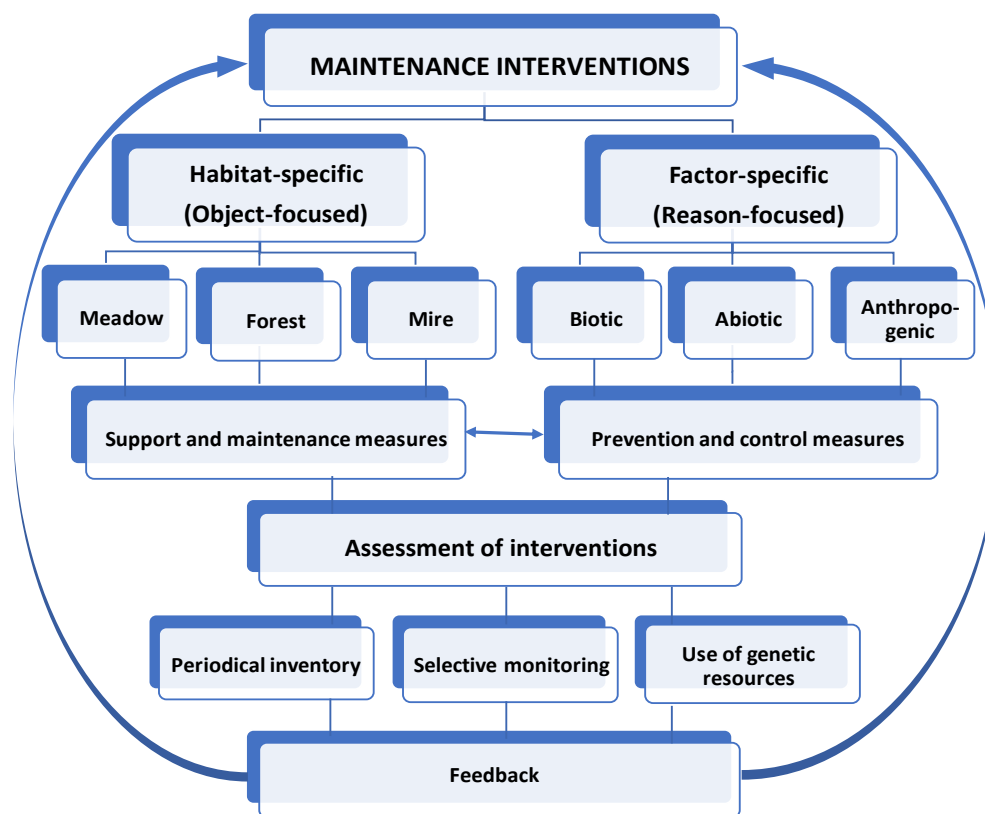 MAINTENANCE INTERVENTIONS
Habitat-specific
(Object-focused)
Factor-specific
(Reason-focused)
Meadow
Forest
Mire
Biotic
Abiotic
Anthropo-
genic
Support and maintenance measures
Prevention and control measures
Assessment of interventions
Periodical inventory
Selective monitoring
Use of genetic
resources
Feedback